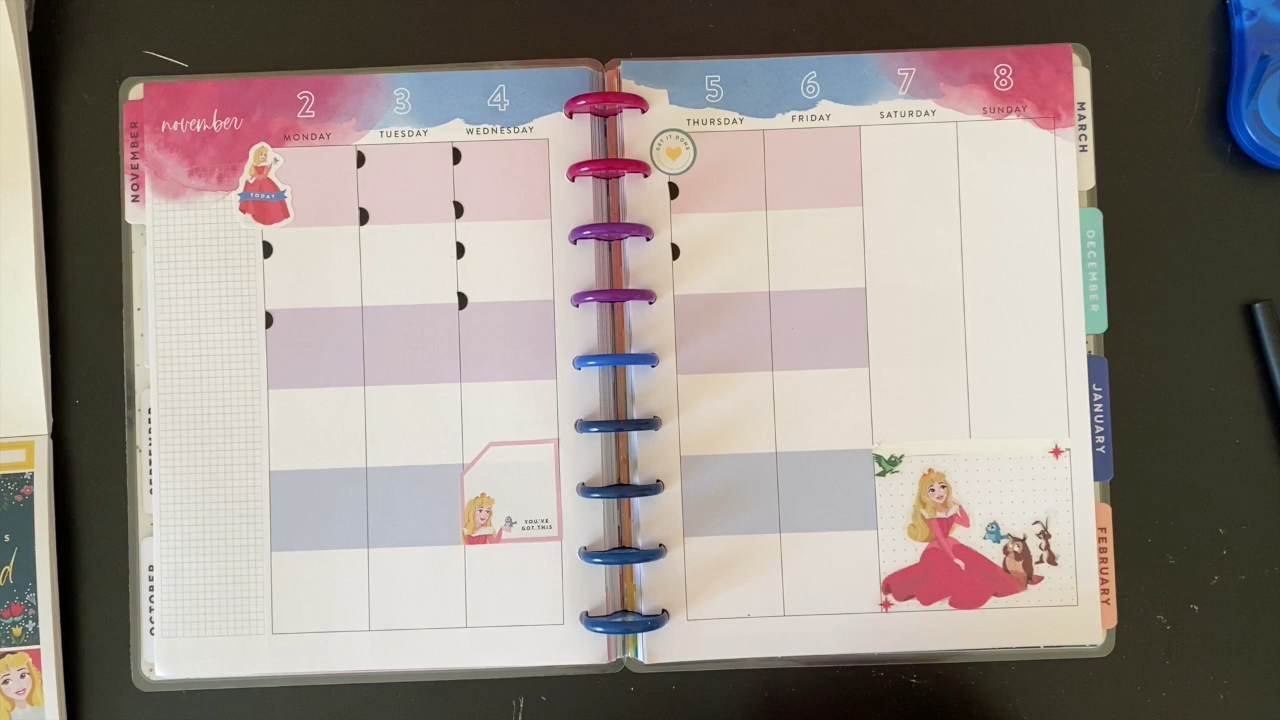 november
2
MONDAY
3
TUESDAY
4
WEDNESDAY
5
THURSDAY
6
FRIDAY
7
SATURDAY
8
SUNDAY
TODAY
GET IT DONE
YOU'VE
GOT THIS
NOVEMBER
SEPTEMBER
OCTOBER
MARCH
DECEMBER
JANUARY
FEBRUARY
S
d